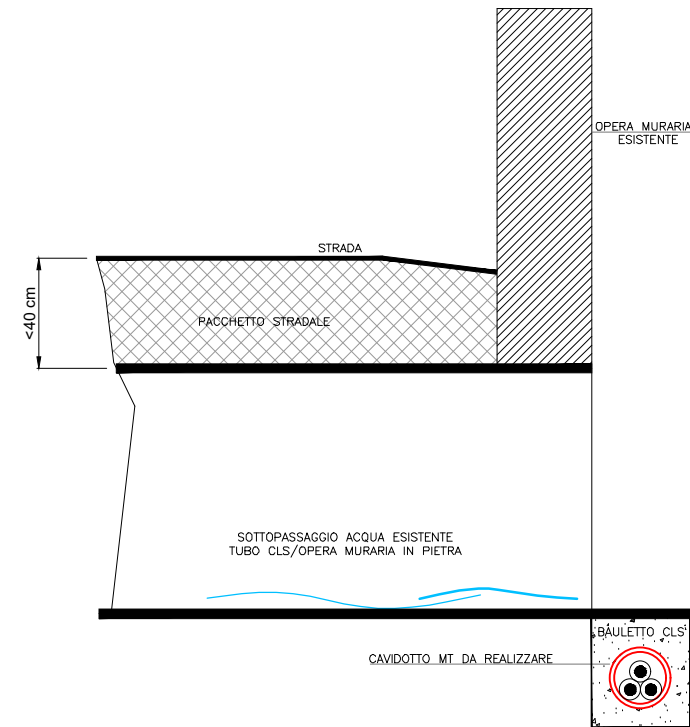 OPERA MURARIA
ESISTENTE
STRADA
<40 cm
PACCHETTO STRADALE
SOTTOPASSAGGIO ACQUA ESISTENTE
TUBO CLS/OPERA MURARIA IN PIETRA
BAULETTO CLS
CAVIDOTTO MT DA REALIZZARE